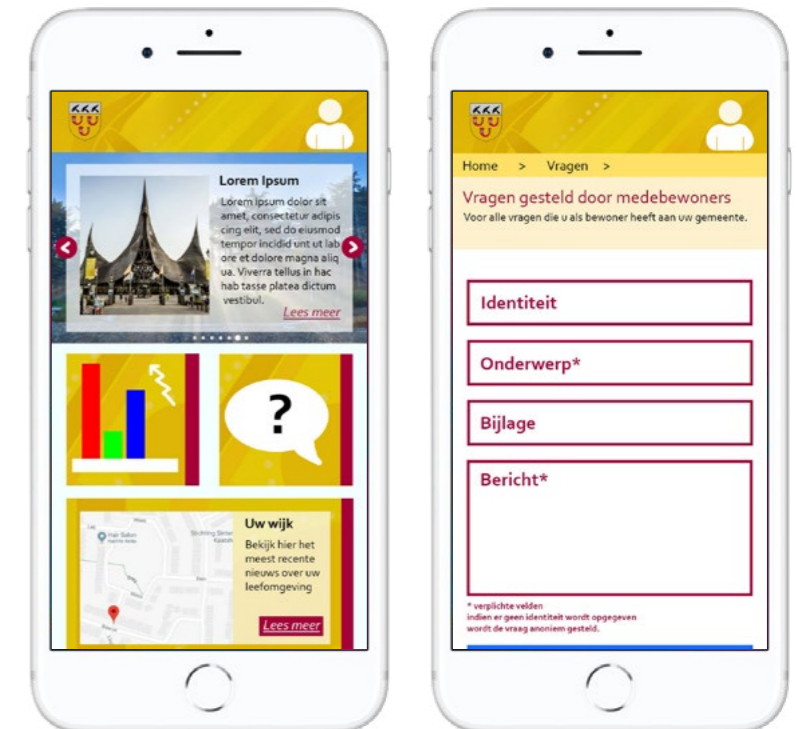 Lorem Ipsum
Lorem ipsum dolor sit
amet, consectetur adipis
cing elit, sed do eiusmod
tempor incidid unt ut lab
ore et dolore magna aliq
ua. Viverra tellus in hac
hab tasse platea dictum
vestibul.
Lees meer
?
Hair Salon
Uw wijk
Bekijk hier het
meest recente
nieuws over uw
leefomgeving
Lees meer
Home > Vragen >
Vragen gesteld door medebewoners
Voor alle vragen die u als bewoner heeft aan uw gemeente.
Identiteit
Onderwerp*
Bijlage
Bericht*
* verplichte velden
indien er geen identiteit wordt opgegeven
wordt de vraag anoniem gesteld.